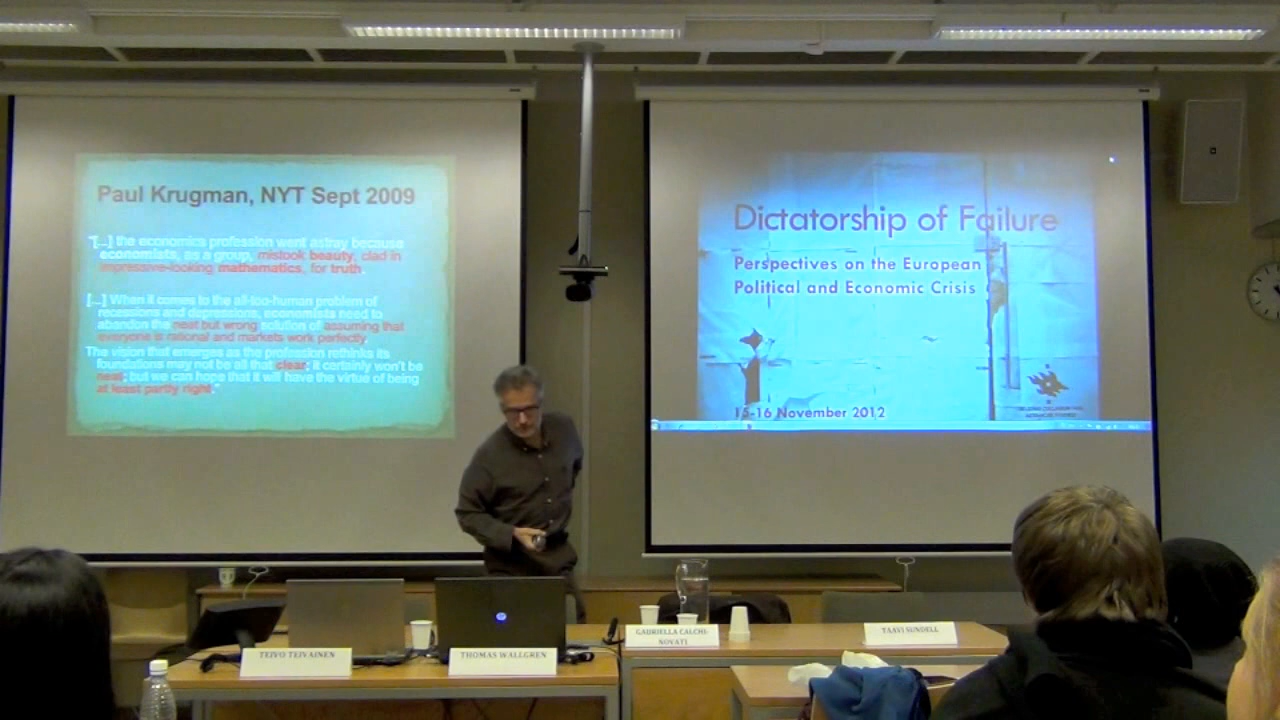 Paul Krugman, NYT Sept 2009
"[...] the economics profession went astray because
economists, as a group, mistook beauty, clad in
impressive-looking mathematics, for truth.
[...] When it comes to the all-too-human problem of
recessions and depressions, economists need to
abandon the neat but wrong solution of assuming that
everyone is rational and markets work perfectly.
The vision that emerges as the profession rethinks its
foundations may not be all that clear; it certainly won't be
neat; but we can hope that it will have the virtue of being
at least partly right."
Dictatorship of Failure
Perspectives on the European
Political and Economic Crisis
15-16 November 2012
TEIVO TEIVAINEN
THOMAS WALLGREN
GABRIELLA CALCHI-
NOVATI
TAAVI SUNDELL